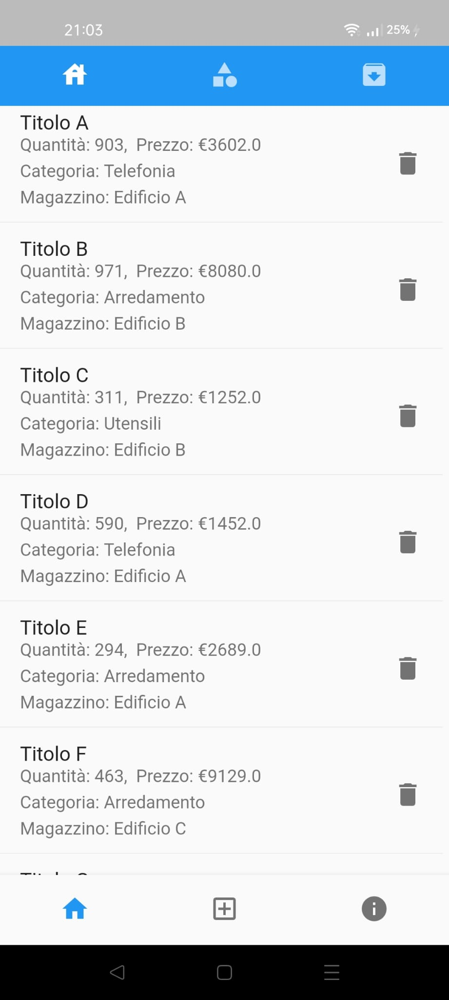 21:03
25%
Titolo A
Quantità: 903,  Prezzo: €3602.0
Categoria: Telefonia
Magazzino: Edificio A
Titolo B
Quantità: 971,  Prezzo: €8080.0
Categoria: Arredamento
Magazzino: Edificio B
Titolo C
Quantità: 311,  Prezzo: €1252.0
Categoria: Utensili
Magazzino: Edificio B
Titolo D
Quantità: 590,  Prezzo: €1452.0
Categoria: Telefonia
Magazzino: Edificio A
Titolo E
Quantità: 294,  Prezzo: €2689.0
Categoria: Arredamento
Magazzino: Edificio A
Titolo F
Quantità: 463,  Prezzo: €9129.0
Categoria: Arredamento
Magazzino: Edificio C